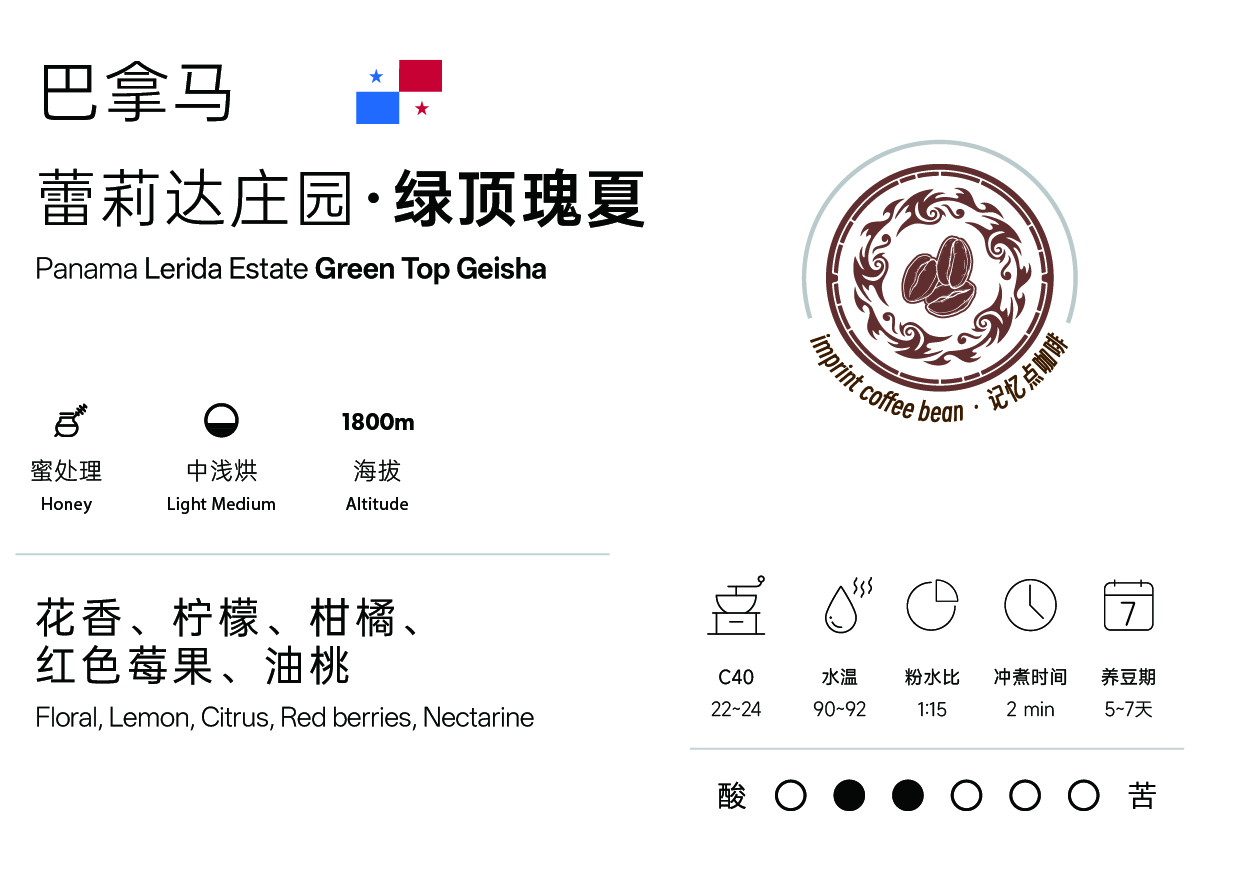 巴拿马
蕾莉达庄园·绿顶瑰夏
Panama Lerida Estate Green Top Geisha
imprint coffee bean · 记忆点咖啡
1800m
蜜处理 中浅烘 海拔
Honey Light Medium Altitude
花香、柠檬、柑橘、
红色莓果、油桃
Floral, Lemon, Citrus, Red berries, Nectarine
7
C40 水温 粉水比 冲煮时间 养豆期
22~24 90~92 1:15 2 min 5~7天
酸 苦